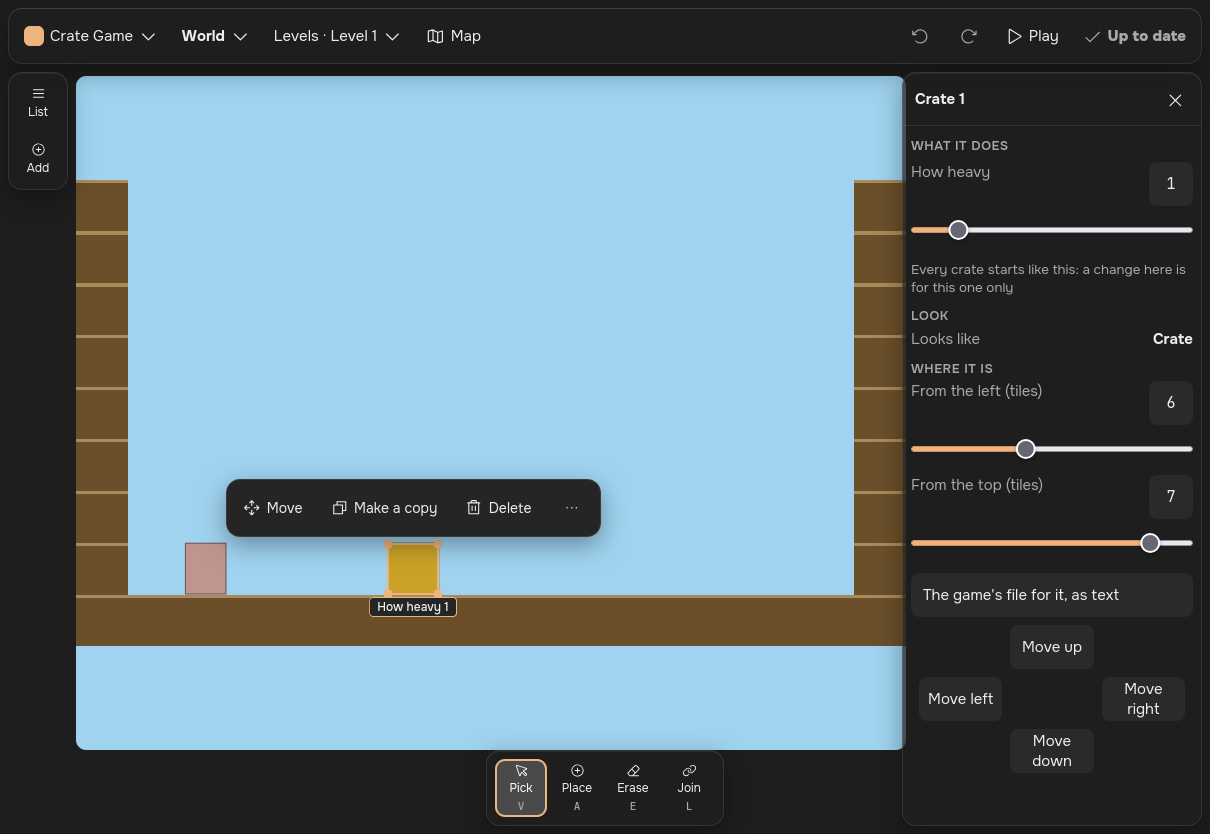 Crate Game
World
Levels · Level 1
Map
Play
Up to date
List
Add
Crate 1
WHAT IT DOES
How heavy
1
Every crate starts like this: a change here is
for this one only
LOOK
Looks like
Crate
WHERE IT IS
From the left (tiles)
6
From the top (tiles)
7
The game's file for it, as text
Move up
Move left
Move
right
Move
down
Move
Make a copy
Delete
...
How heavy 1
Pick
V
Place
A
Erase
E
Join
L